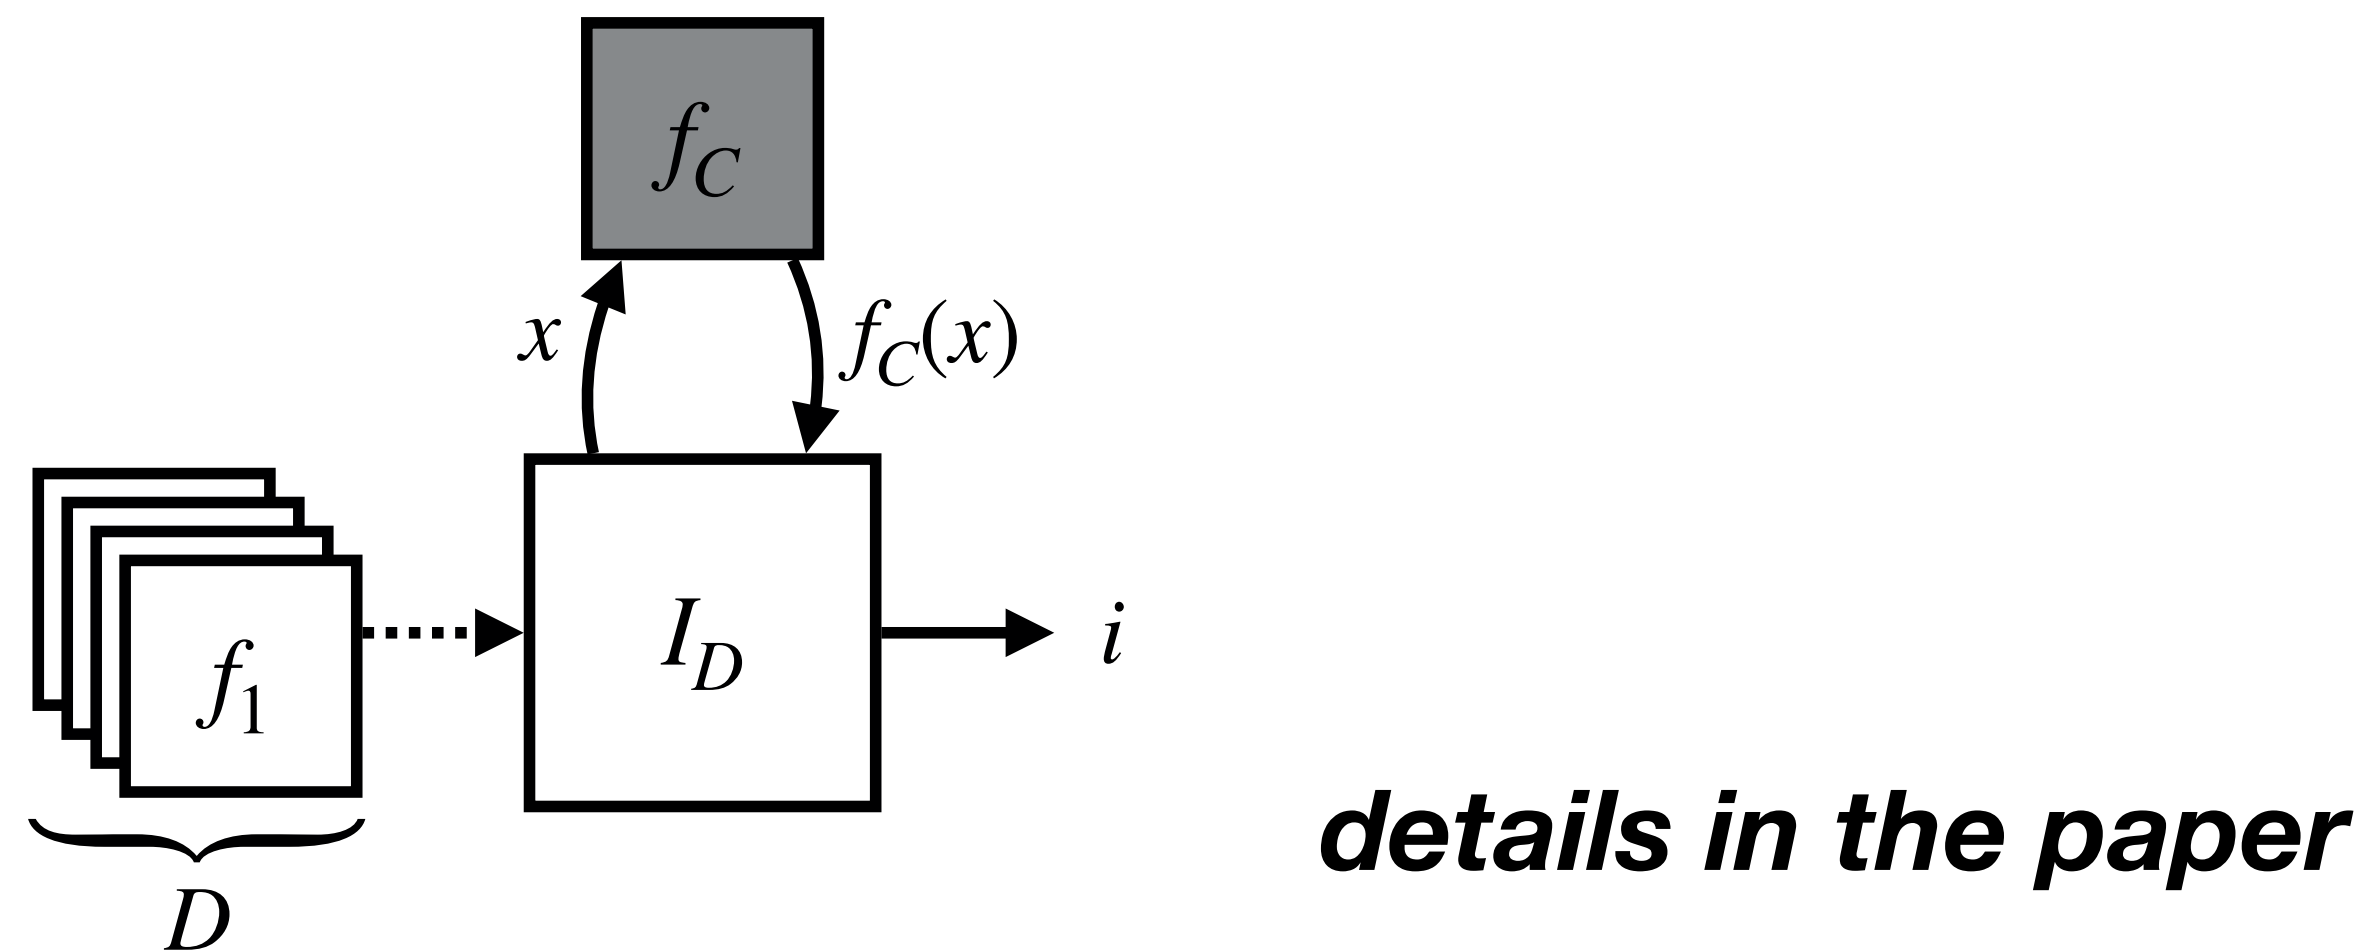 f_C
x
f_C(x)
f_1
I_D
i
details in the paper
D